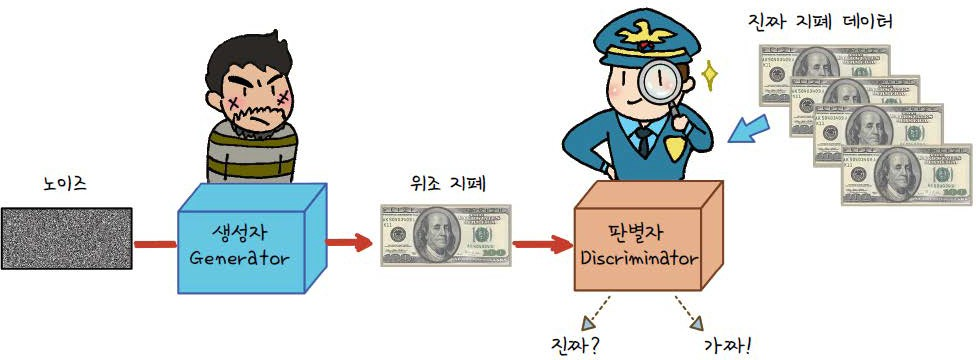 진짜 지폐 데이터
노이즈
위조 지폐
생성자
Generator
판별자
Discriminator
진짜?
가짜!